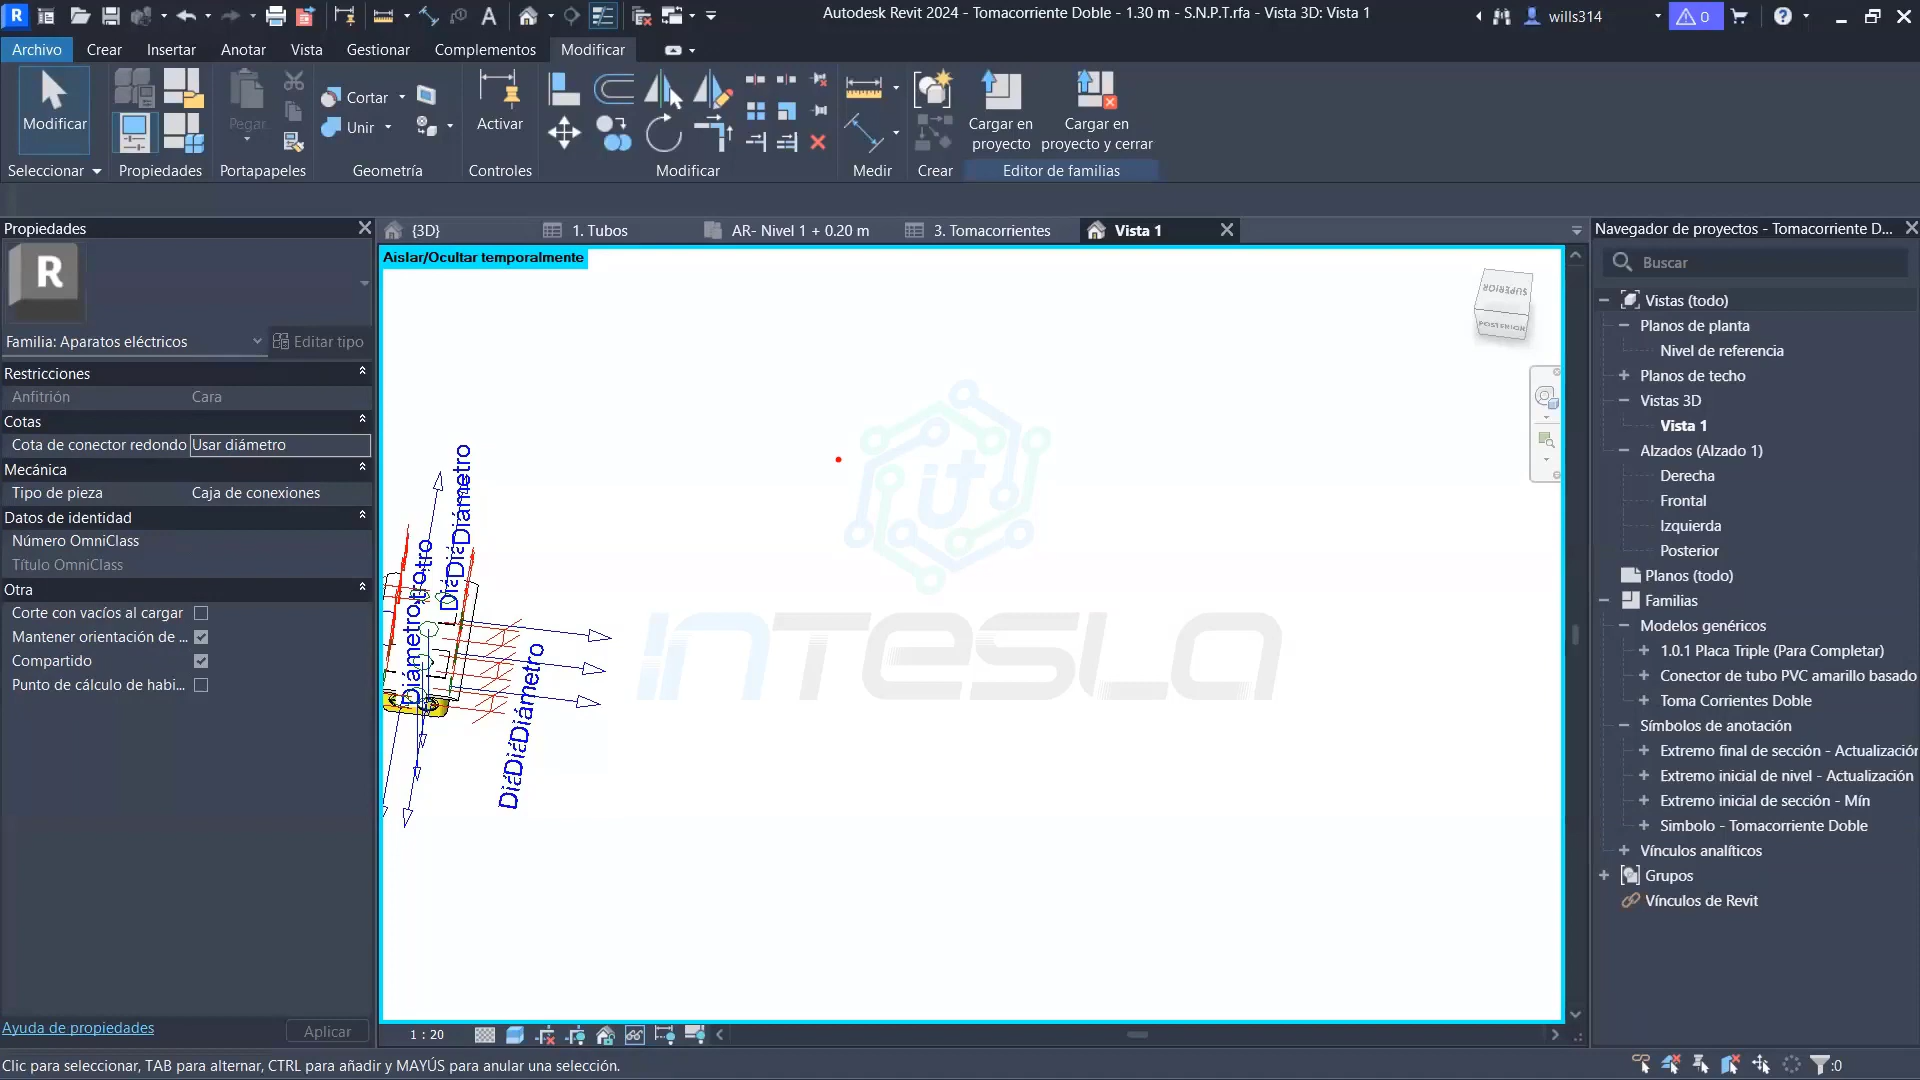 Autodesk Revit 2024 - Tomacorriente Doble - 1.30 m - S.N.P.T.rfa - Vista 3D: Vista 1
wills314
0
Archivo
Crear
Insertar
Anotar
Vista
Gestionar
Complementos
Modificar
Modificar
Pegar
Cortar
Unir
Activar
Cargar en proyecto
Cargar en proyecto y cerrar
Seleccionar
Propiedades
Portapapeles
Geometría
Controles
Modificar
Medir
Crear
Editor de familias
Propiedades
R
Familia: Aparatos eléctricos
Editar tipo
Restricciones
Anfitrión Cara
Cotas
Cota de conector redondo Usar diámetro
Mecánica
Tipo de pieza Caja de conexiones
Datos de identidad
Número OmniClass
Título OmniClass
Otra
Corte con vacíos al cargar
Mantener orientación de ...
Compartido
Punto de cálculo de habi...
Ayuda de propiedades
Aplicar
{3D}
1. Tubos
AR- Nivel 1 + 0.20 m
3. Tomacorrientes
Vista 1
Aislar/Ocultar temporalmente
SUPERIOR
POSTERIOR
DiáDiáDiámetro
Diámetro
DiáDiáDiámetro
it
INTESLA
1 : 20
Navegador de proyectos - Tomacorriente D...
Buscar
Vistas (todo)
Planos de planta
Nivel de referencia
Planos de techo
Vistas 3D
Vista 1
Alzados (Alzado 1)
Derecha
Frontal
Izquierda
Posterior
Planos (todo)
Familias
Modelos genéricos
1.0.1 Placa Triple (Para Completar)
Conector de tubo PVC amarillo basado
Toma Corrientes Doble
Símbolos de anotación
Extremo final de sección - Actualización
Extremo inicial de nivel - Actualización
Extremo inicial de sección - Mín
Simbolo - Tomacorriente Doble
Vínculos analíticos
Grupos
Vínculos de Revit
Clic para seleccionar, TAB para alternar, CTRL para añadir y MAYÚS para anular una selección.
:0